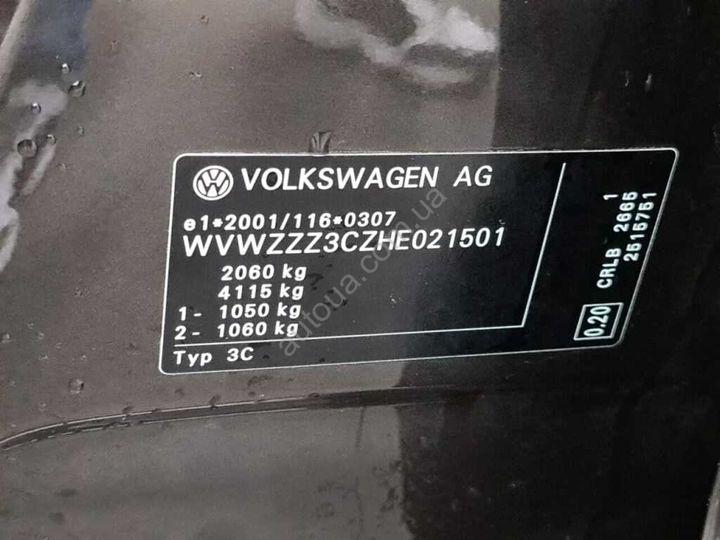 VOLKSWAGEN AG
e1*2001/116*0307
WVWZZZ3CZHE021501
2060 kg
4115 kg
1- 1050 kg
2- 1060 kg
Typ 3C
1
CRLB 2665
2515751
0.20
autoua.com.ua